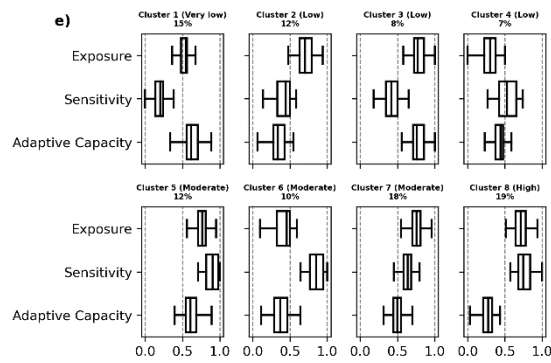 e)
Cluster 1 (Very low)
15%
Cluster 2 (Low)
12%
Cluster 3 (Low)
8%
Cluster 4 (Low)
7%
Exposure
Sensitivity
Adaptive Capacity
Cluster 5 (Moderate)
12%
Cluster 6 (Moderate)
10%
Cluster 7 (Moderate)
18%
Cluster 8 (High)
19%
Exposure
Sensitivity
Adaptive Capacity
0.0 0.5 1.0 0.0 0.5 1.0 0.0 0.5 1.0 0.0 0.5 1.0